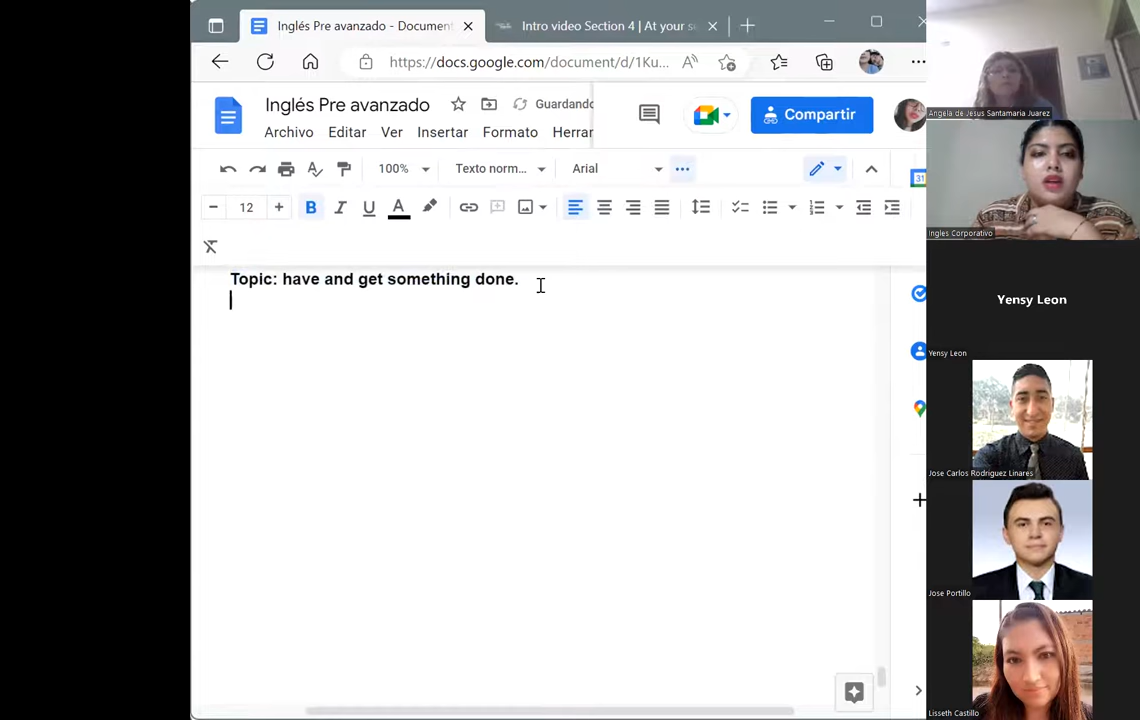 Inglés Pre avanzado - Document
Intro video Section 4 | At your s
https://docs.google.com/document/d/1Ku...
Inglés Pre avanzado
Guardando
Archivo Editar Ver Insertar Formato Herrar
Compartir
100% Texto norm... Arial
31
12
Topic: have and get something done.
Angela de Jesus Santamaria Juarez
Ingles Corporativo
Yensy Leon
Yensy Leon
Jose Carlos Rodriguez Linares
Jose Portillo
Lisseth Castillo